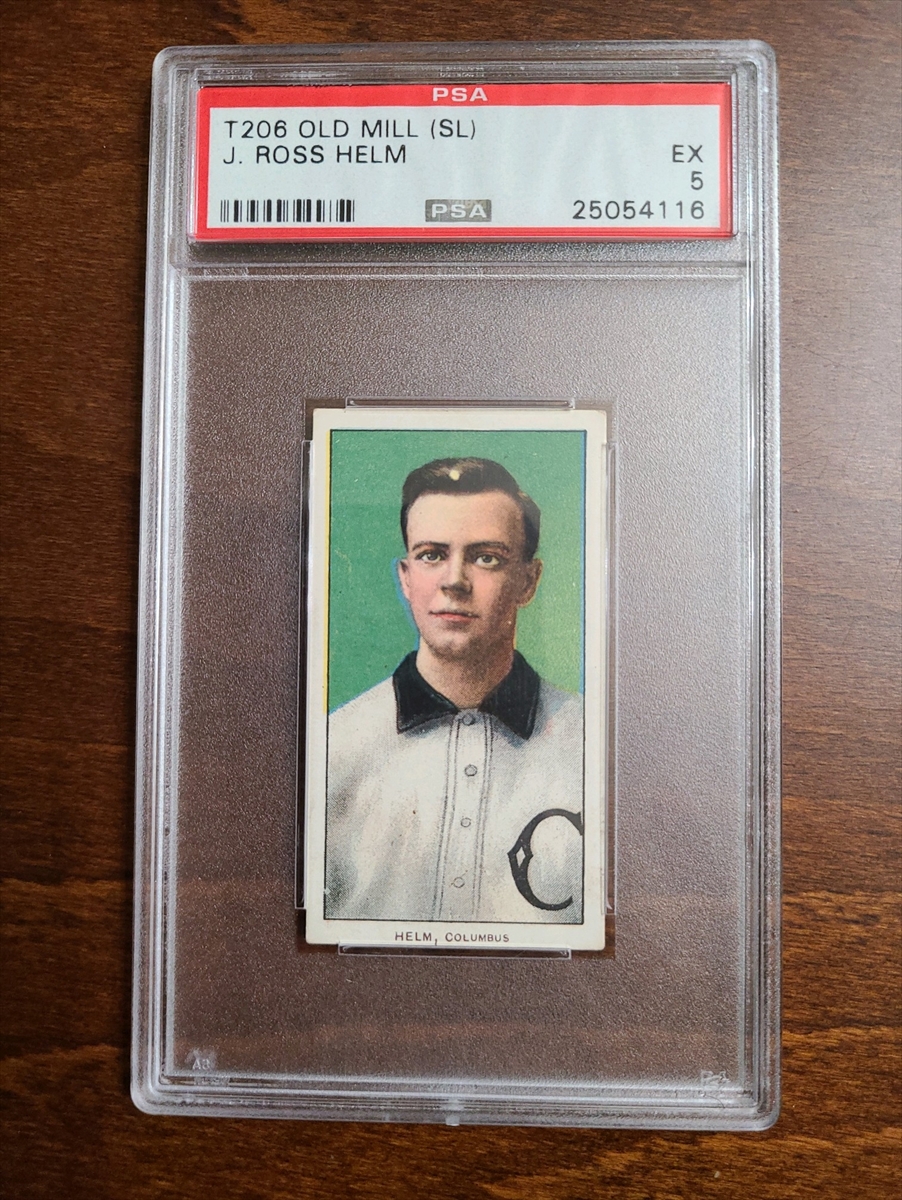 PSA
T206 OLD MILL (SL)
J. ROSS HELM
EX
5
PSA
25054116
C
HELM, COLUMBUS